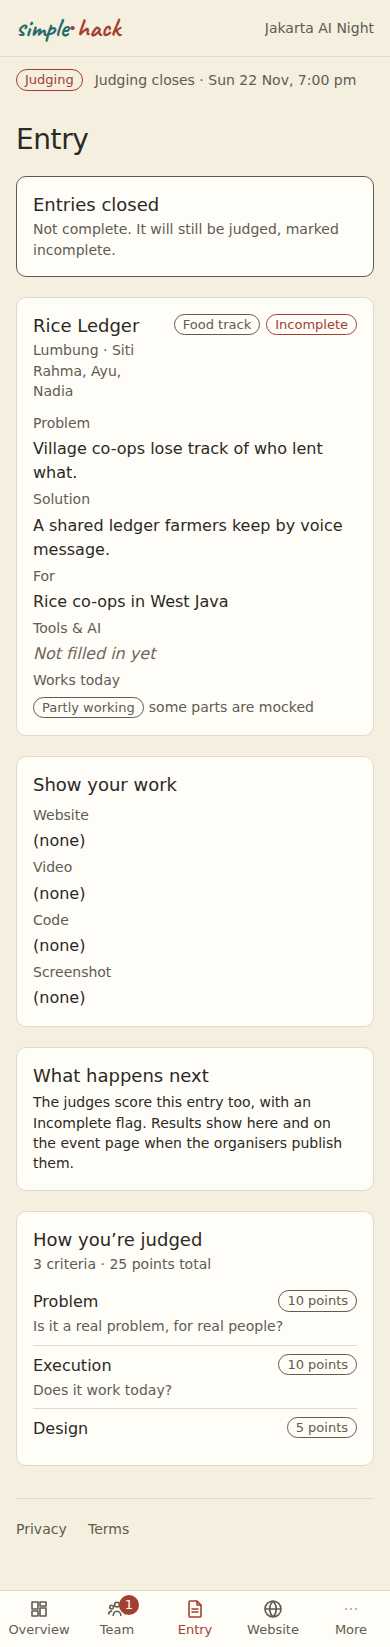 simple·hack
Jakarta AI Night
Judging
Judging closes · Sun 22 Nov, 7:00 pm
Entry
Entries closed
Not complete. It will still be judged, marked
incomplete.
Rice Ledger
Food track
Incomplete
Lumbung · Siti
Rahma, Ayu,
Nadia
Problem
Village co-ops lose track of who lent
what.
Solution
A shared ledger farmers keep by voice
message.
For
Rice co-ops in West Java
Tools & AI
Not filled in yet
Works today
Partly working some parts are mocked
Show your work
Website
(none)
Video
(none)
Code
(none)
Screenshot
(none)
What happens next
The judges score this entry too, with an
Incomplete flag. Results show here and on
the event page when the organisers publish
them.
How you’re judged
3 criteria · 25 points total
Problem
10 points
Is it a real problem, for real people?
Execution
10 points
Does it work today?
Design
5 points
Privacy
Terms
1
Overview
Team
Entry
Website
More